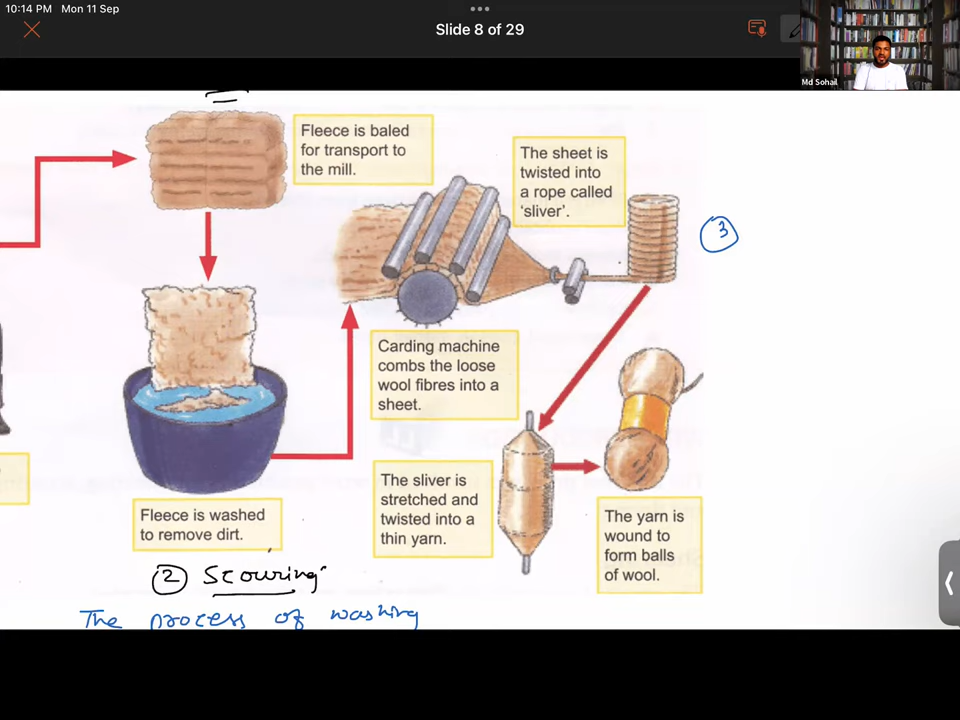 10:14 PM Mon 11 Sep
Slide 8 of 29
Md Sohail
Fleece is baled
for transport to
the mill.
The sheet is
twisted into
a rope called
‘sliver’.
3
Carding machine
combs the loose
wool fibres into a
sheet.
The sliver is
stretched and
twisted into a
thin yarn.
The yarn is
wound to
form balls
of wool.
Fleece is washed
to remove dirt.
2 Scouring
The process of washing